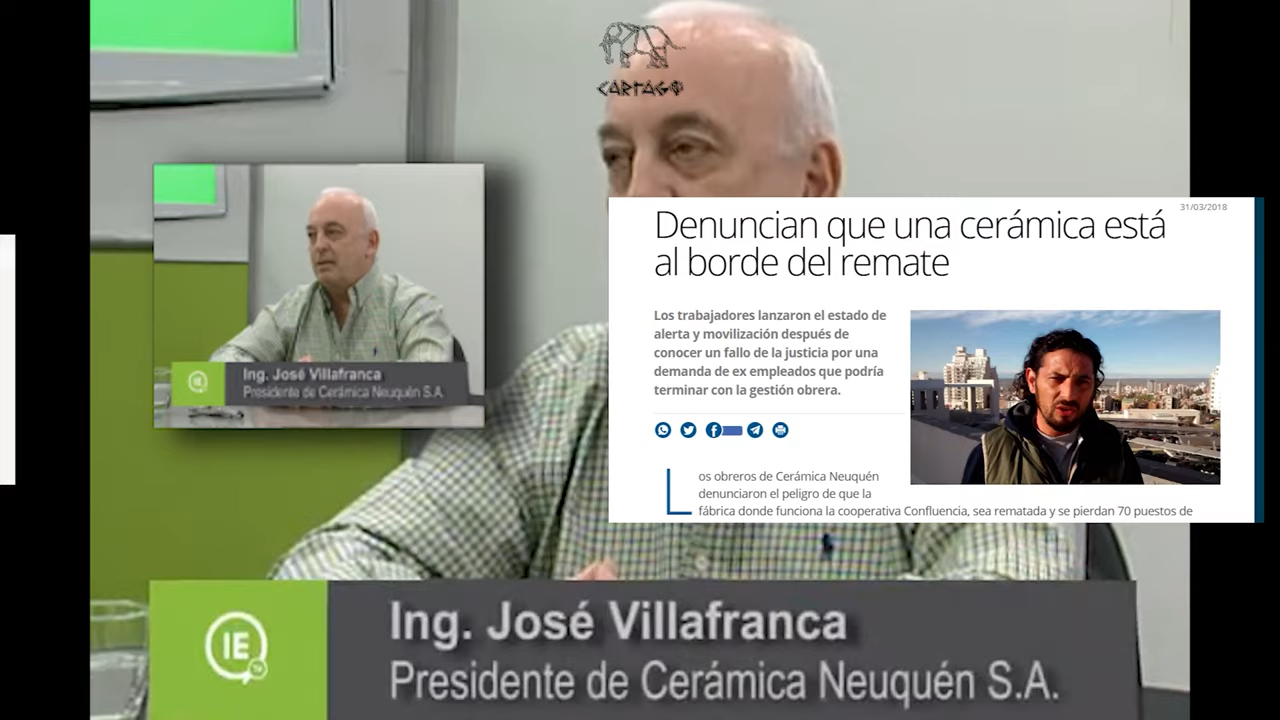 CARTAGO
Ing. José Villafranca
Presidente de Cerámica Neuquén S.A.
31/03/2018
Denuncian que una cerámica está
al borde del remate
Los trabajadores lanzaron el estado de
alerta y movilización después de
conocer un fallo de la justicia por una
demanda de ex empleados que podría
terminar con la gestión obrera.
Los obreros de Cerámica Neuquén
denunciaron el peligro de que la
fábrica donde funciona la cooperativa Confluencia, sea rematada y se pierdan 70 puestos de
IE
Ing. José Villafranca
Presidente de Cerámica Neuquén S.A.